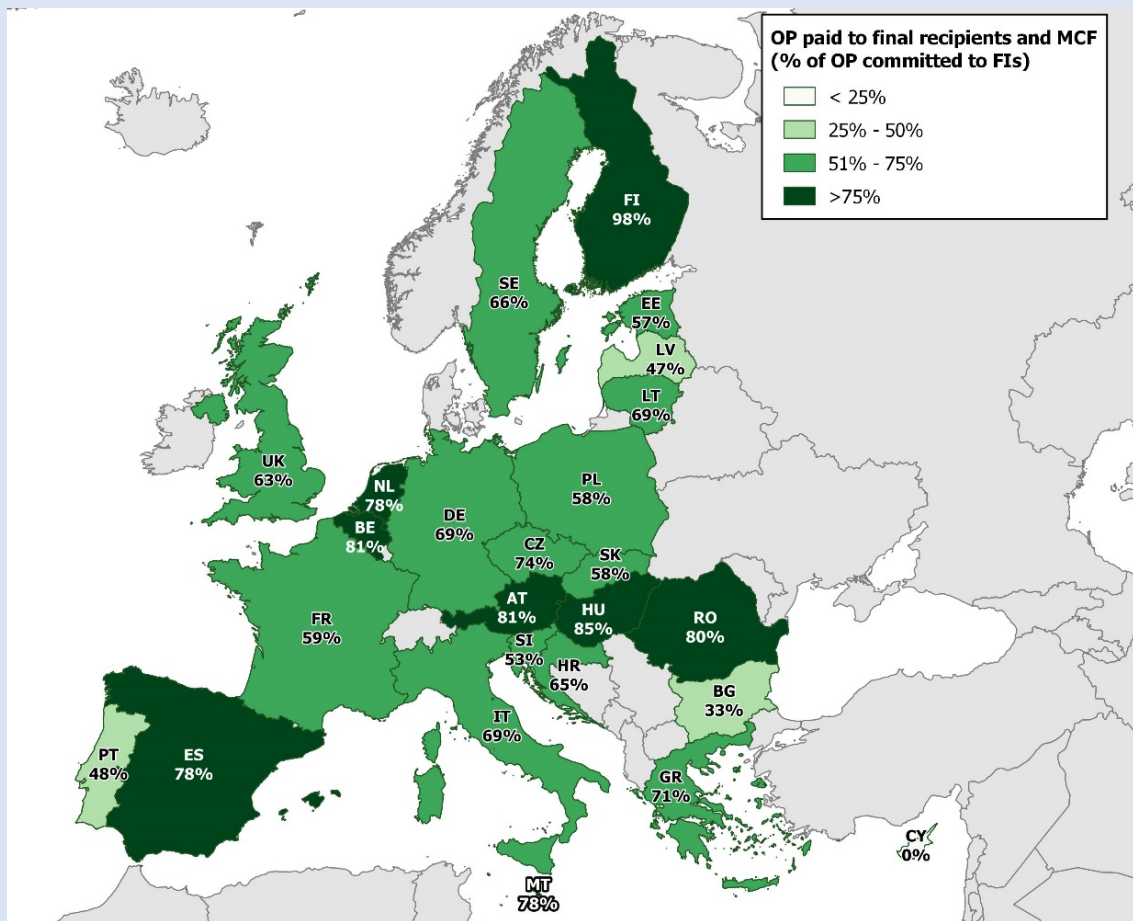 OP paid to final recipients and MCF
(% of OP committed to FIs)
< 25%
25% - 50%
51% - 75%
>75%
FI
98%
SE
66%
EE
57%
LV
47%
LT
69%
UK
63%
NL
78%
BE
81%
DE
69%
PL
58%
CZ
74%
SK
58%
AT
81%
HU
85%
RO
80%
FR
59%
SI
53%
HR
65%
BG
33%
IT
69%
PT
48%
ES
78%
GR
71%
CY
0%
MT
78%